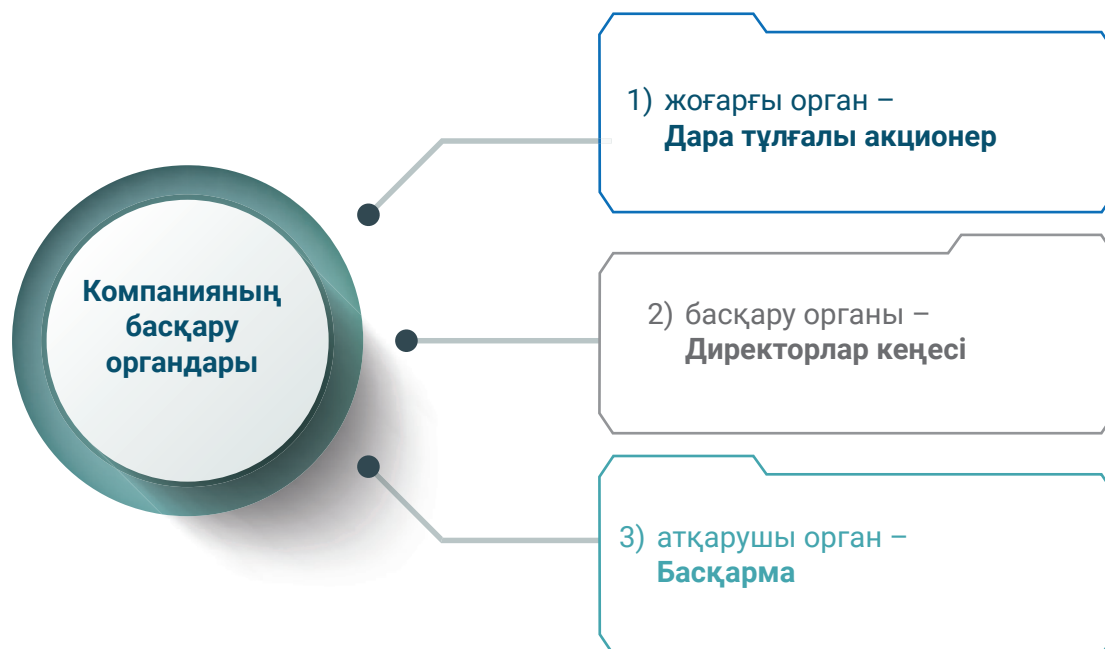 Компанияның
басқару
органдары
1) жоғарғы орган –
Дара тұлғалы акционер
2) басқару органы –
Директорлар кеңесі
3) атқарушы орган –
Басқарма